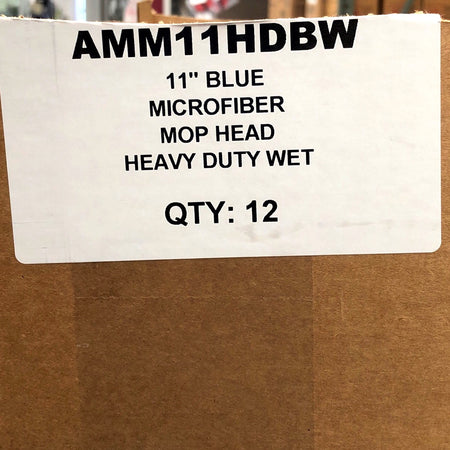 AMM11HDBW
11" BLUE
MICROFIBER
MOP HEAD
HEAVY DUTY WET
QTY: 12